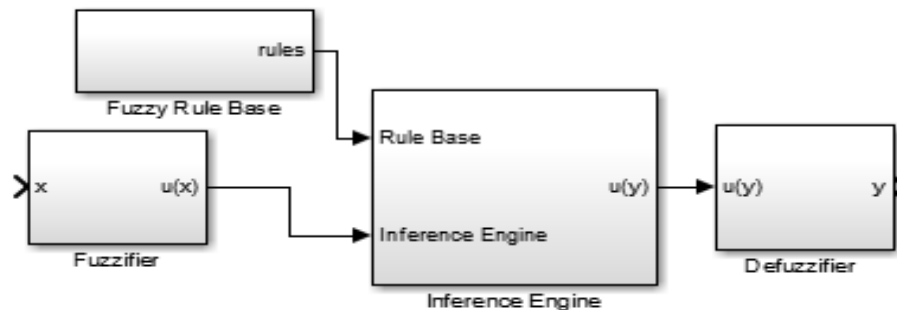 rules
Fuzzy Rule Base
x
u(x)
Fuzzifier
Rule Base
u(y)
Inference Engine
Inference Engine
u(y)
y
Defuzzifier